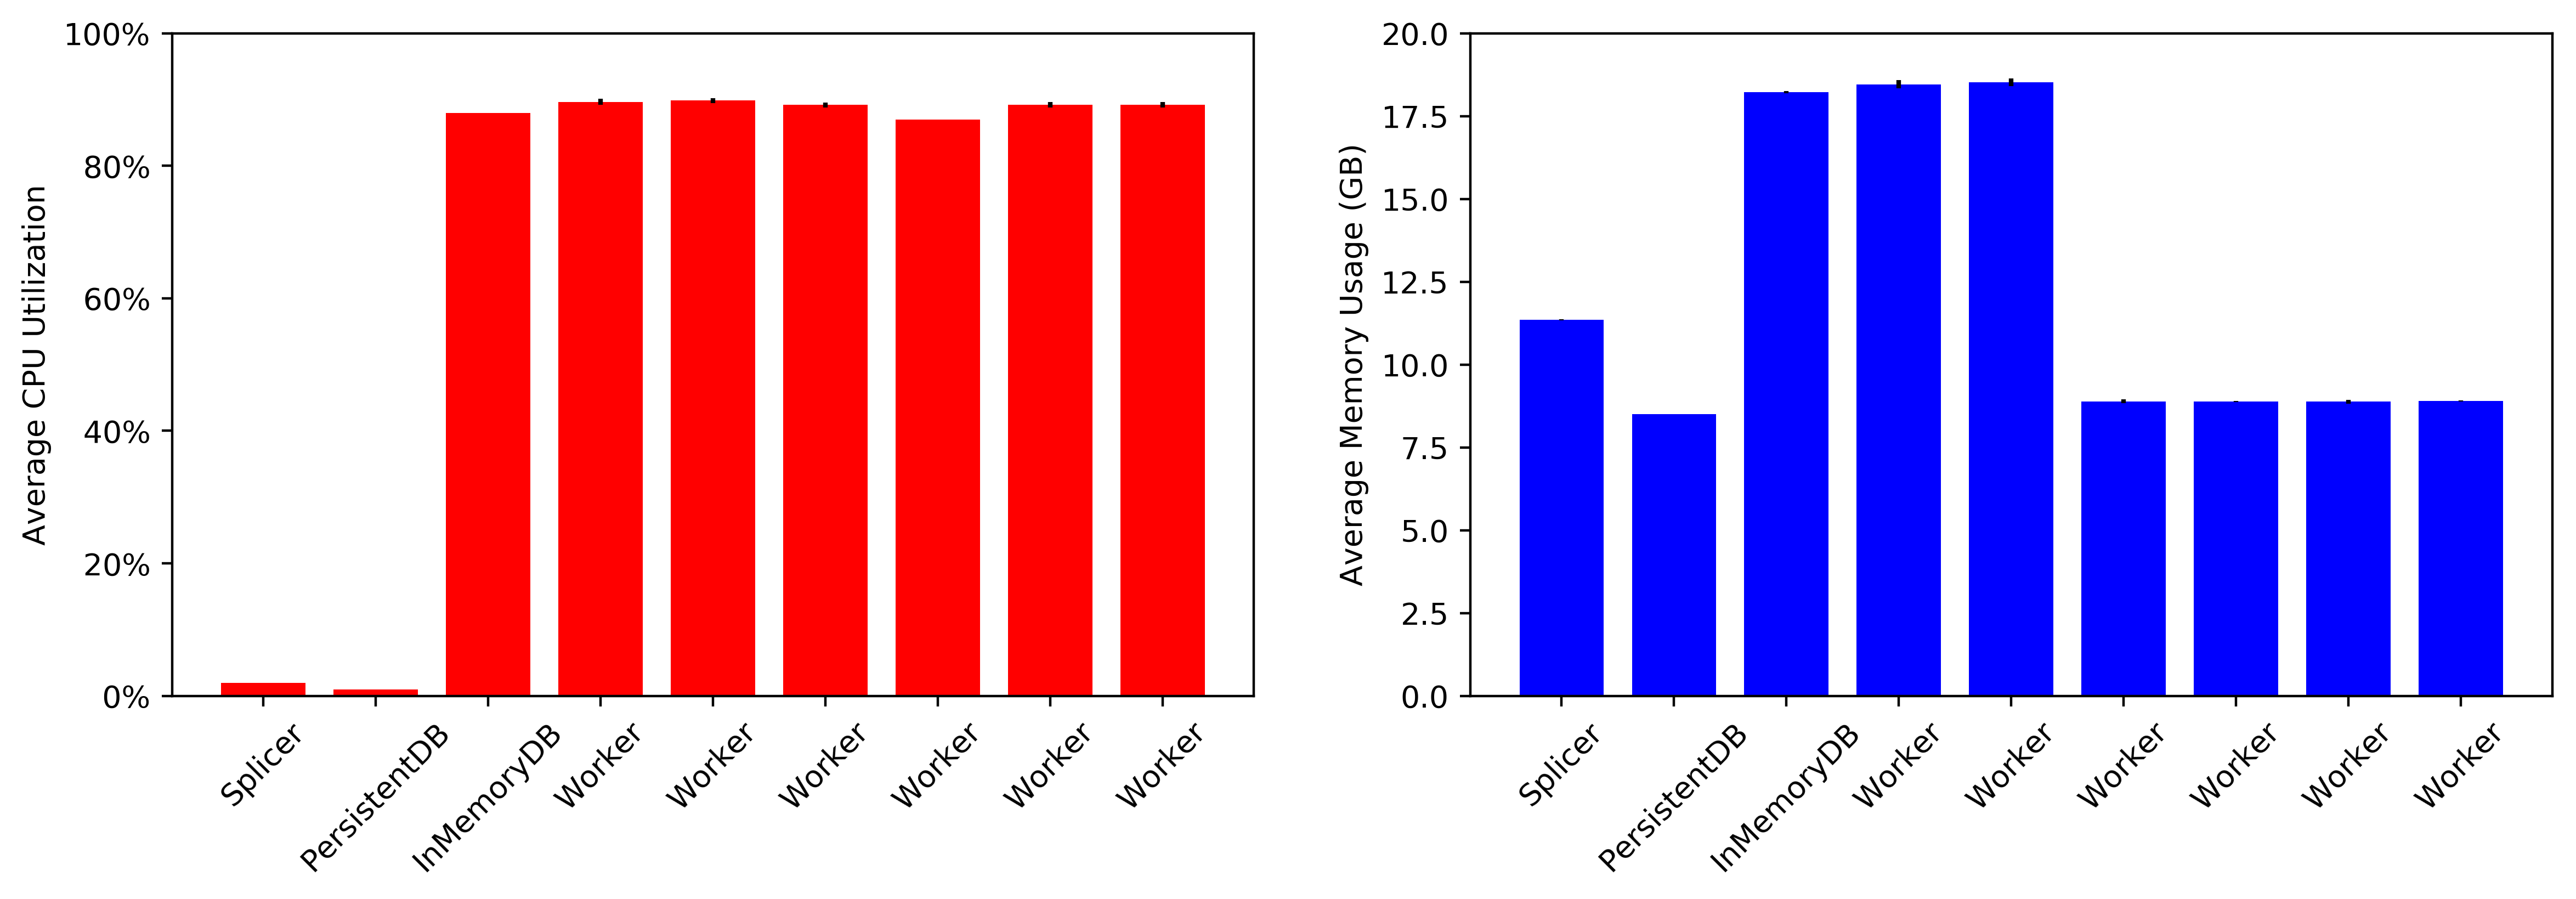 Average CPU Utilization
100%
80%
60%
40%
20%
0%
Splicer
PersistentDB
InMemoryDB
Worker
Worker
Worker
Worker
Worker
Worker
Average Memory Usage (GB)
20.0
17.5
15.0
12.5
10.0
7.5
5.0
2.5
0.0
Splicer
PersistentDB
InMemoryDB
Worker
Worker
Worker
Worker
Worker
Worker